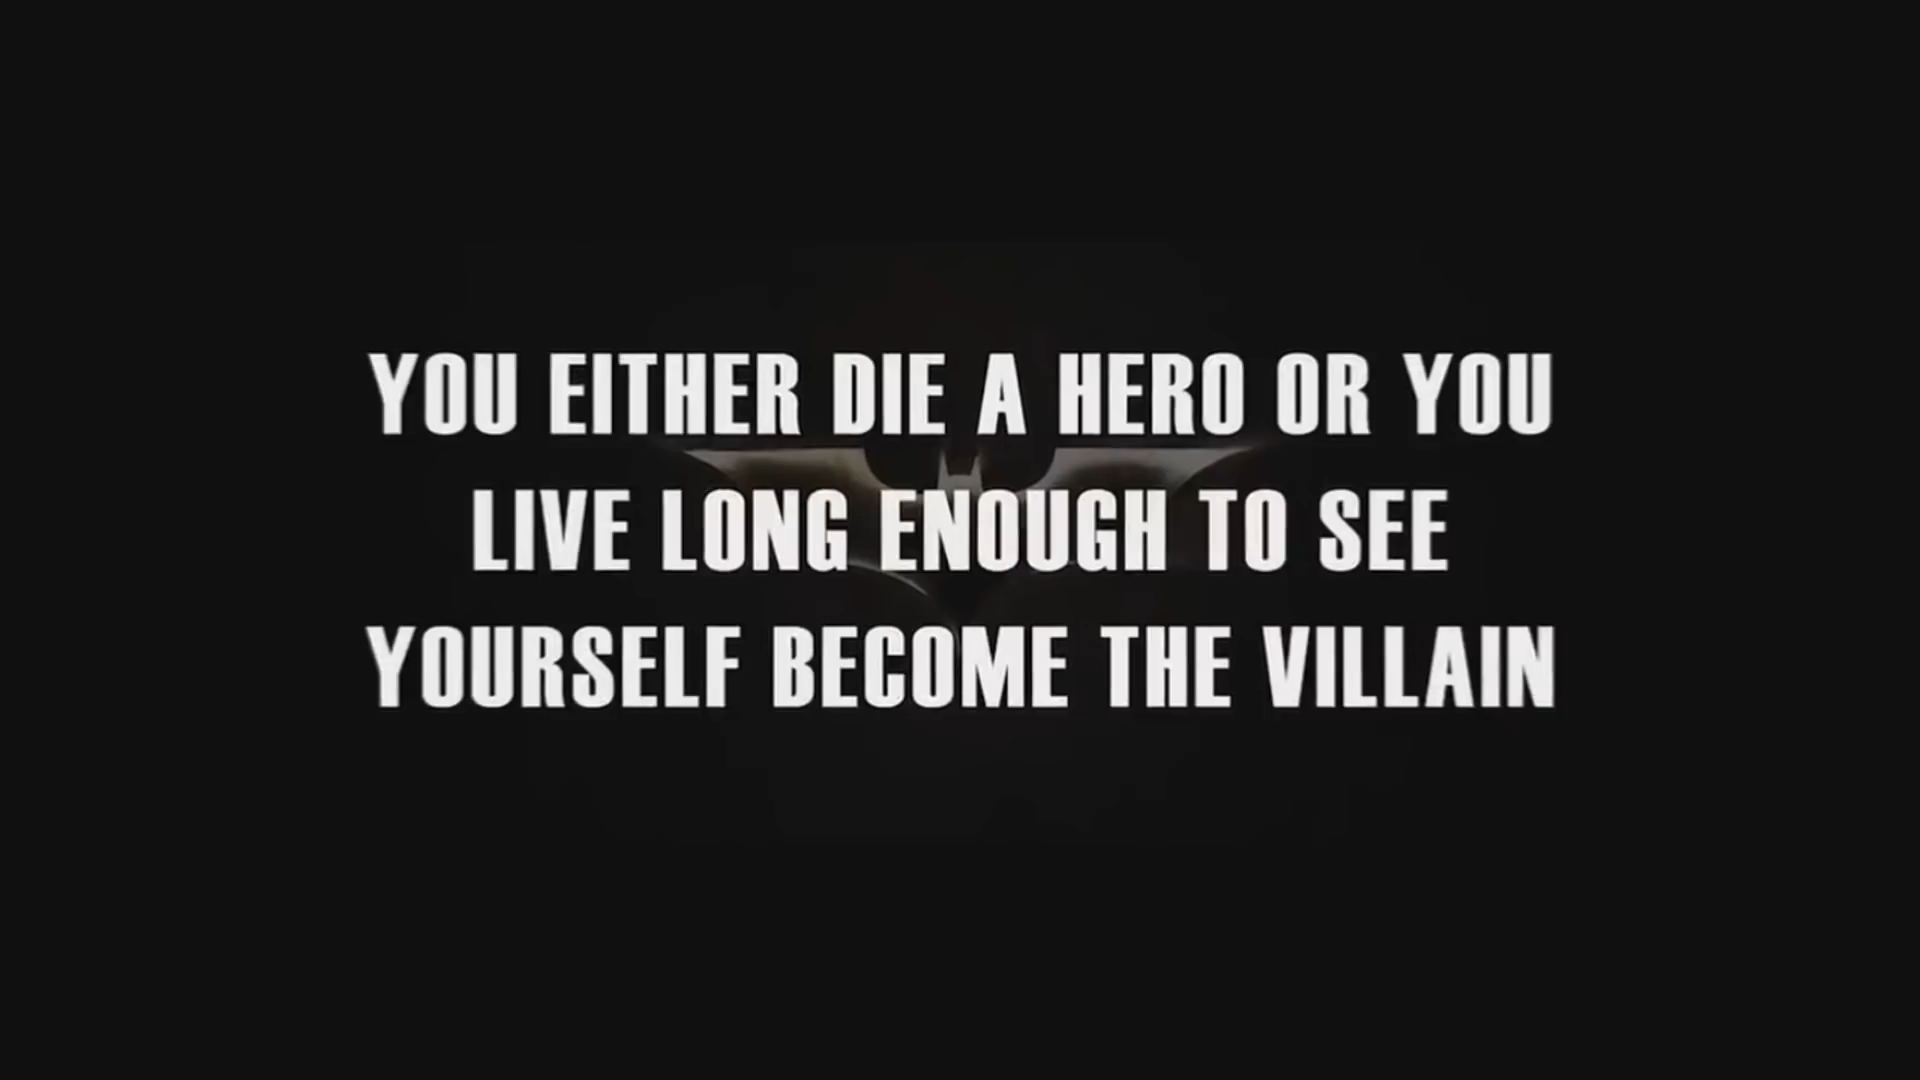 YOU EITHER DIE A HERO OR YOU
LIVE LONG ENOUGH TO SEE
YOURSELF BECOME THE VILLAIN